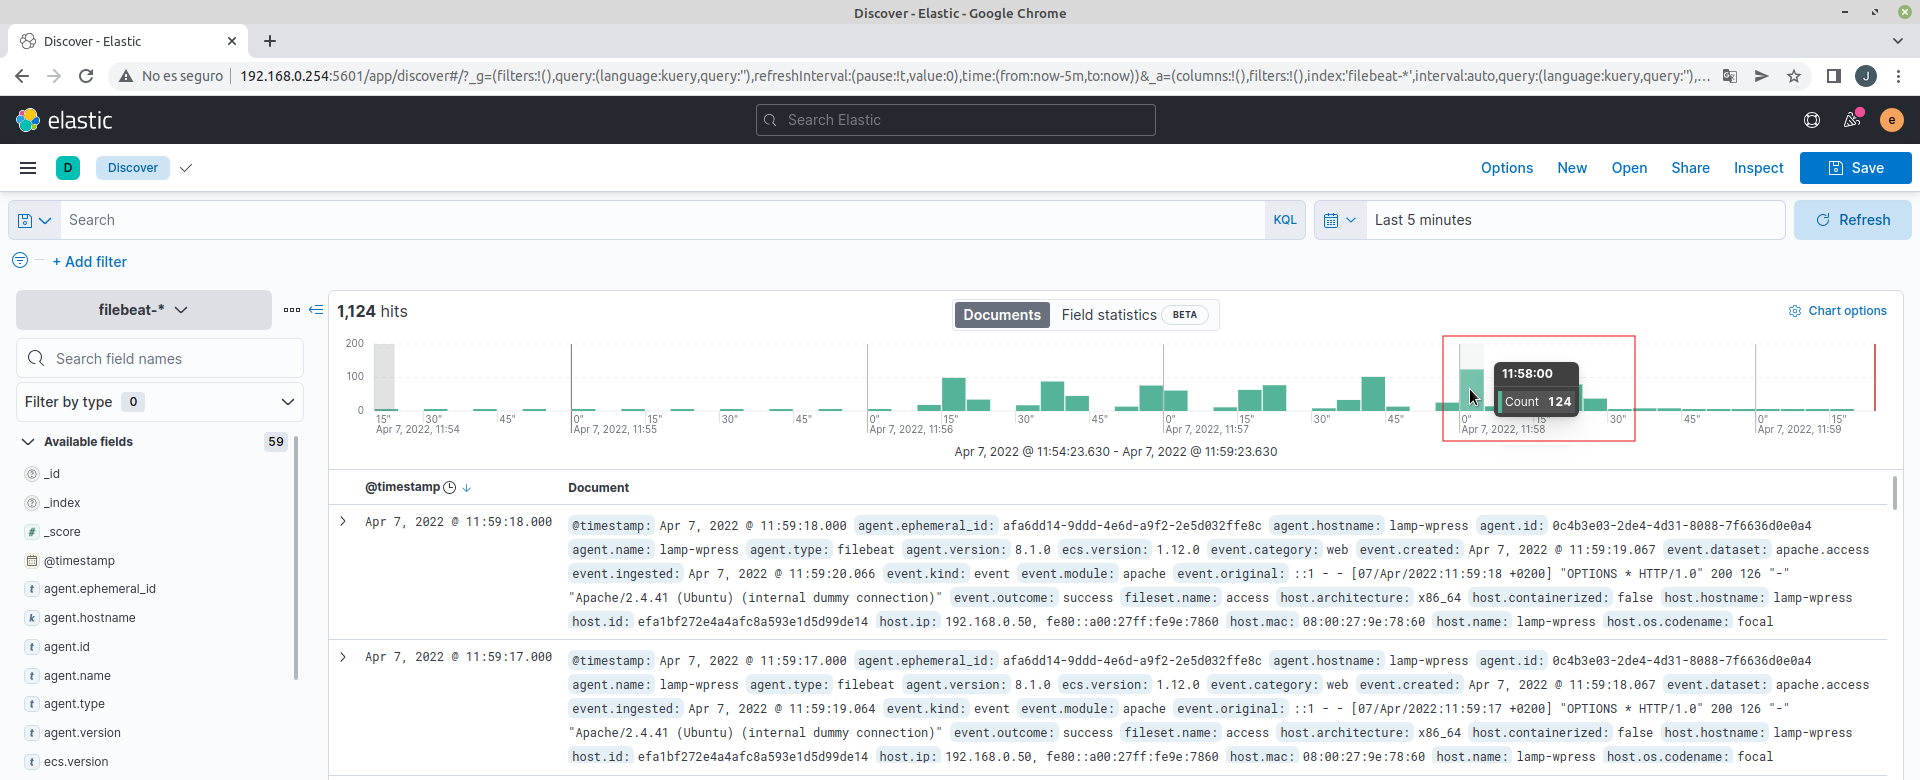 Discover - Elastic - Google Chrome
Discover - Elastic
No es seguro 192.168.0.254:5601/app/discover#/?_g=(filters:!(),query:(language:kuery,query:''),refreshInterval:(pause:!t,value:0),time:(from:now-5m,to:now))&_a=(columns:!(),filters:!(),index:'filebeat-*',interval:auto,query:(language:kuery,query:''),... J
elastic Search Elastic e
D Discover Options New Open Share Inspect Save
Search KQL Last 5 minutes Refresh
+ Add filter
filebeat-*
Search field names
Filter by type 0
Available fields 59
_id
_index
_score
@timestamp
agent.ephemeral_id
agent.hostname
agent.id
agent.name
agent.type
agent.version
ecs.version
1,124 hits Documents Field statistics BETA Chart options
200
100
0
11:58:00
Count 124
15" 30" 45" 0" 15" 30" 45" 0" 15" 30" 45" 0" 15" 30" 45" 0" 15" 30" 45" 0" 15"
Apr 7, 2022, 11:54 Apr 7, 2022, 11:55 Apr 7, 2022, 11:56 Apr 7, 2022, 11:57 Apr 7, 2022, 11:58 Apr 7, 2022, 11:59
Apr 7, 2022 @ 11:54:23.630 - Apr 7, 2022 @ 11:59:23.630
@timestamp Document
Apr 7, 2022 @ 11:59:18.000 @timestamp: Apr 7, 2022 @ 11:59:18.000 agent.ephemeral_id: afa6dd14-9ddd-4e6d-a9f2-2e5d032ffe8c agent.hostname: lamp-wpress agent.id: 0c4b3e03-2de4-4d31-8088-7f6636d0e0a4
agent.name: lamp-wpress agent.type: filebeat agent.version: 8.1.0 ecs.version: 1.12.0 event.category: web event.created: Apr 7, 2022 @ 11:59:19.067 event.dataset: apache.access
event.ingested: Apr 7, 2022 @ 11:59:20.066 event.kind: event event.module: apache event.original: ::1 - - [07/Apr/2022:11:59:18 +0200] "OPTIONS * HTTP/1.0" 200 126 "-"
"Apache/2.4.41 (Ubuntu) (internal dummy connection)" event.outcome: success fileset.name: access host.architecture: x86_64 host.containerized: false host.hostname: lamp-wpress
host.id: efa1bf272e4a4afc8a593e1d5d99de14 host.ip: 192.168.0.50, fe80::a00:27ff:fe9e:7860 host.mac: 08:00:27:9e:78:60 host.name: lamp-wpress host.os.codename: focal
Apr 7, 2022 @ 11:59:17.000 @timestamp: Apr 7, 2022 @ 11:59:17.000 agent.ephemeral_id: afa6dd14-9ddd-4e6d-a9f2-2e5d032ffe8c agent.hostname: lamp-wpress agent.id: 0c4b3e03-2de4-4d31-8088-7f6636d0e0a4
agent.name: lamp-wpress agent.type: filebeat agent.version: 8.1.0 ecs.version: 1.12.0 event.category: web event.created: Apr 7, 2022 @ 11:59:18.067 event.dataset: apache.access
event.ingested: Apr 7, 2022 @ 11:59:19.064 event.kind: event event.module: apache event.original: ::1 - - [07/Apr/2022:11:59:17 +0200] "OPTIONS * HTTP/1.0" 200 126 "-"
"Apache/2.4.41 (Ubuntu) (internal dummy connection)" event.outcome: success fileset.name: access host.architecture: x86_64 host.containerized: false host.hostname: lamp-wpress
host.id: efa1bf272e4a4afc8a593e1d5d99de14 host.ip: 192.168.0.50, fe80::a00:27ff:fe9e:7860 host.mac: 08:00:27:9e:78:60 host.name: lamp-wpress host.os.codename: focal